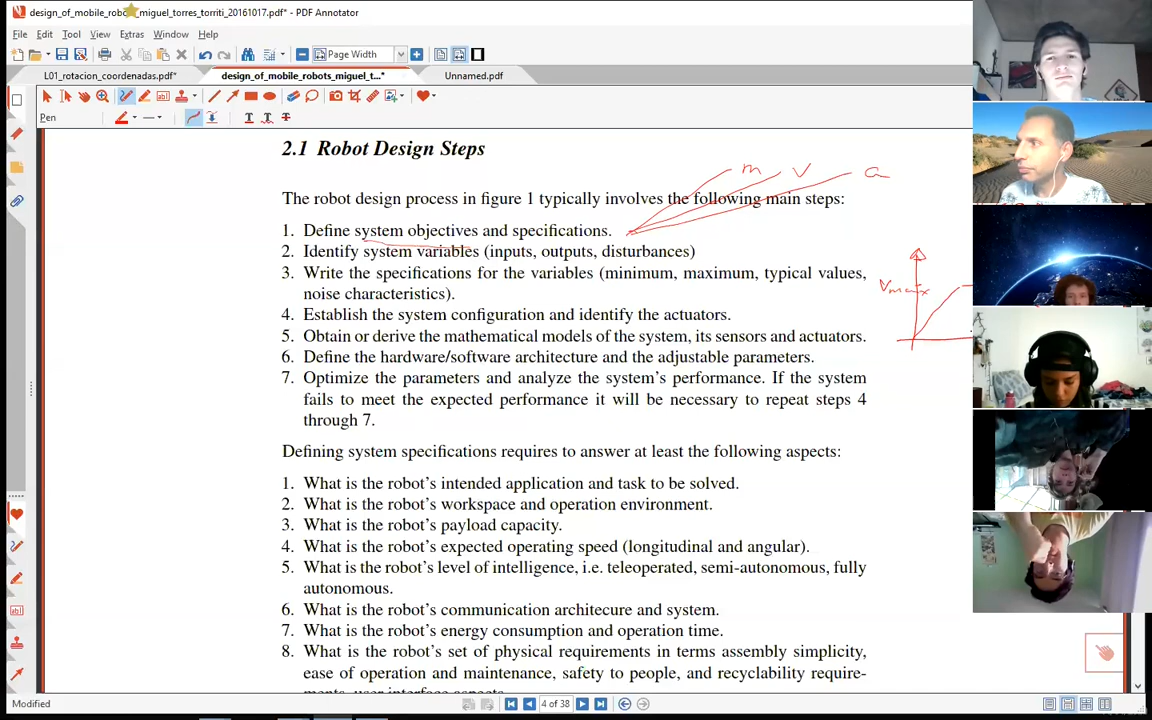 design_of_mobile_robots_miguel_torres_torriti_20161017.pdf* - PDF Annotator
File Edit Tool View Extras Window Help
Page Width
L01_rotacion_coordenadas.pdf* design_of_mobile_robots_miguel_t...* Unnamed.pdf
Pen
2.1 Robot Design Steps
m v a
The robot design process in figure 1 typically involves the following main steps:
1. Define system objectives and specifications.
2. Identify system variables (inputs, outputs, disturbances)
3. Write the specifications for the variables (minimum, maximum, typical values,
noise characteristics).
Vmax
4. Establish the system configuration and identify the actuators.
5. Obtain or derive the mathematical models of the system, its sensors and actuators.
6. Define the hardware/software architecture and the adjustable parameters.
7. Optimize the parameters and analyze the system's performance. If the system
fails to meet the expected performance it will be necessary to repeat steps 4
through 7.
Defining system specifications requires to answer at least the following aspects:
1. What is the robot's intended application and task to be solved.
2. What is the robot's workspace and operation environment.
3. What is the robot's payload capacity.
4. What is the robot's expected operating speed (longitudinal and angular).
5. What is the robot's level of intelligence, i.e. teleoperated, semi-autonomous, fully
autonomous.
6. What is the robot's communication architecure and system.
7. What is the robot's energy consumption and operation time.
8. What is the robot's set of physical requirements in terms assembly simplicity,
ease of operation and maintenance, safety to people, and recyclability require-
ments, user interface aspects.
Modified 4 of 38